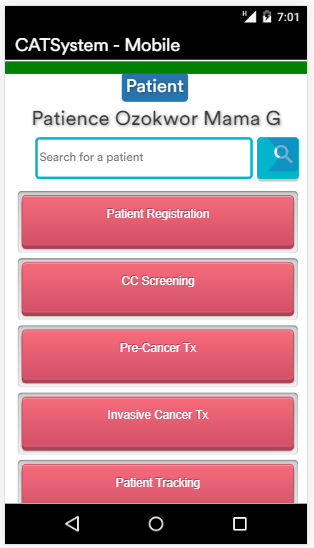 7:01
CATSystem - Mobile
Patient
Patience Ozokwor Mama G
Search for a patient
Patient Registration
CC Screening
Pre-Cancer Tx
Invasive Cancer Tx
Patient Tracking